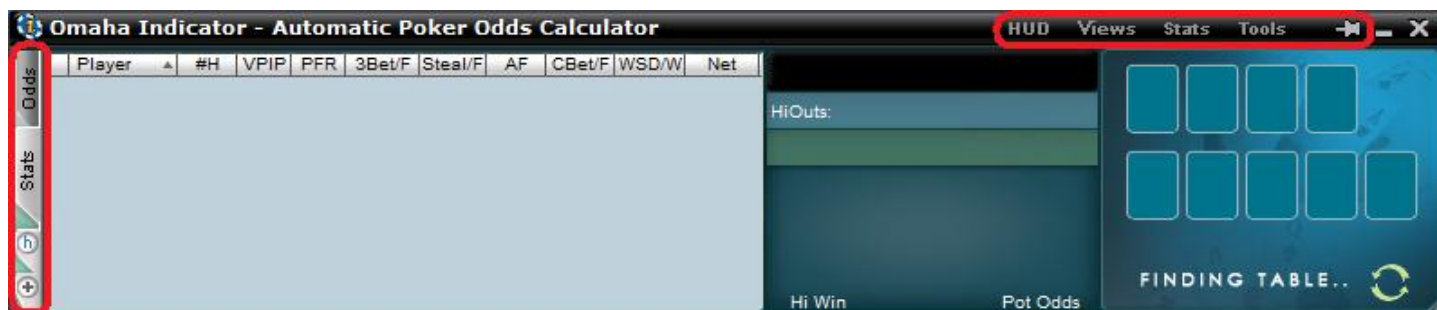 Omaha Indicator - Automatic Poker Odds Calculator HUD Views Stats Tools
Player #H VPIP PFR 3Bet/F Steal/F AF CBet/F WSD/W Net
Odds
Stats
h
HiOuts:
Hi Win Pot Odds
FINDING TABLE..